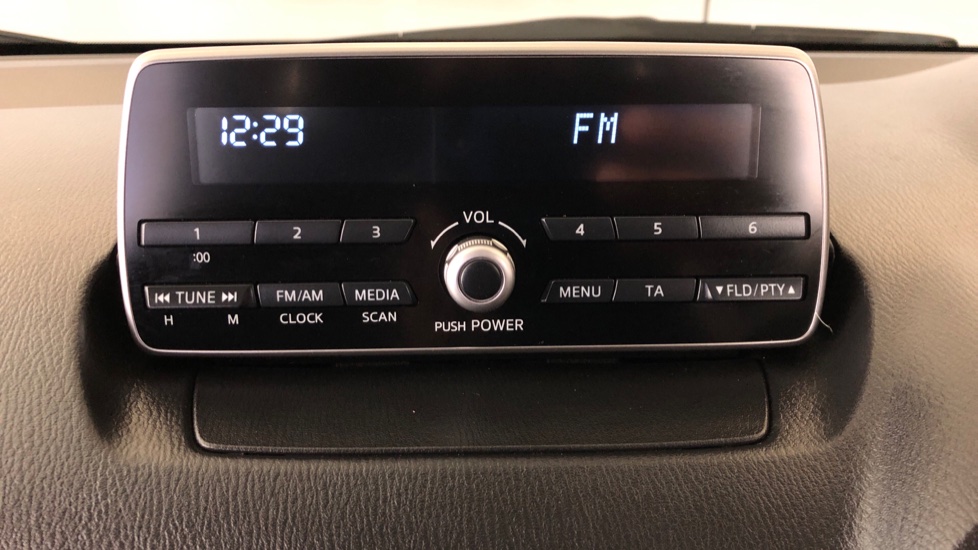 12:29 FM
1 2 3 VOL 4 5 6
:00
⏮ TUNE ⏭ FM/AM MEDIA MENU TA ▼FLD/PTY▲
H M CLOCK SCAN PUSH POWER